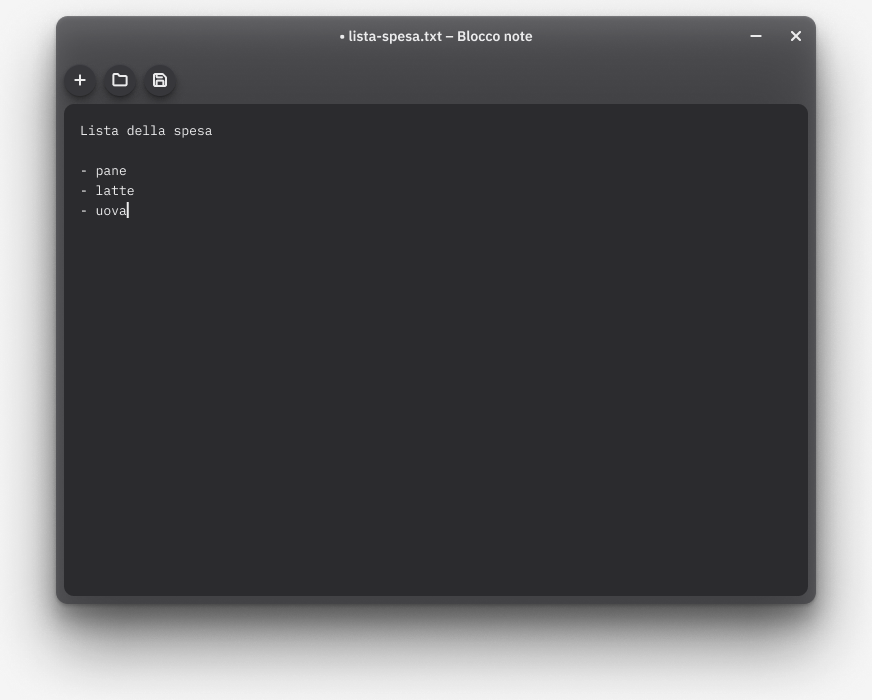 • lista-spesa.txt – Blocco note
Lista della spesa
- pane
- latte
- uova